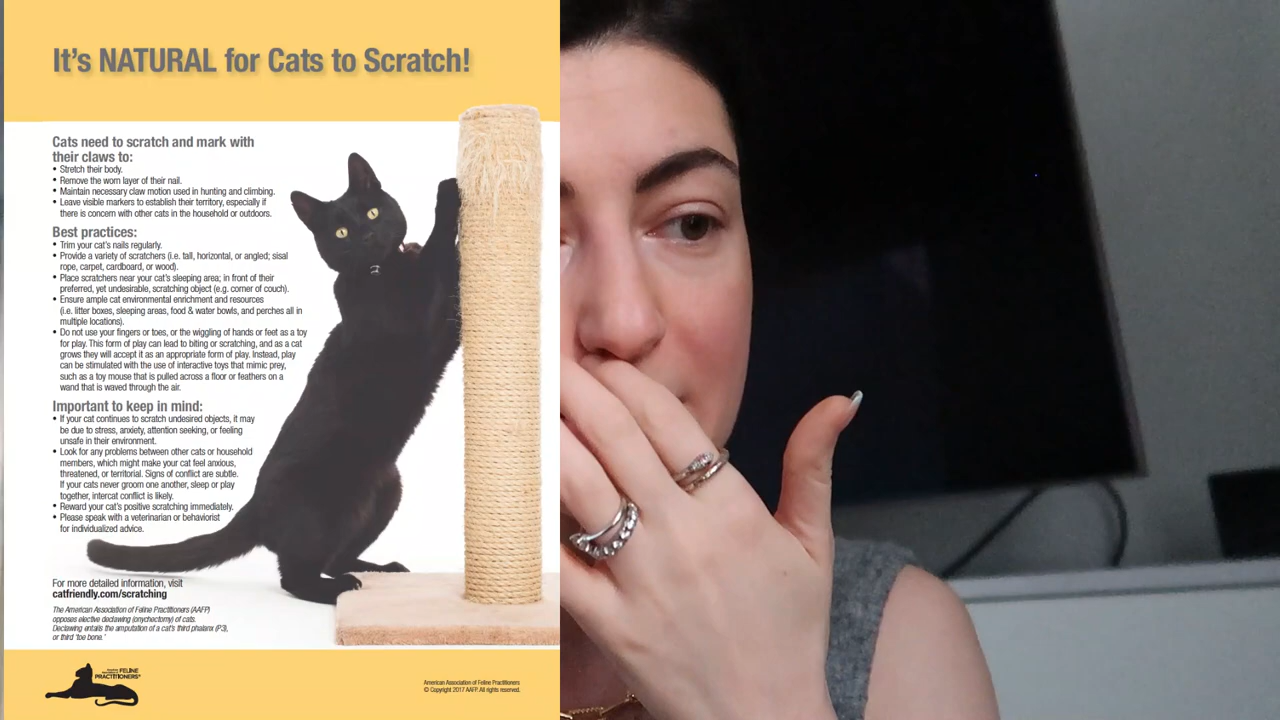 It's NATURAL for Cats to Scratch!
Cats need to scratch and mark with
their claws to:
• Stretch their body.
• Remove the worn layer of their nail.
• Maintain necessary claw motion used in hunting and climbing.
• Leave visible markers to establish their territory, especially if
there is concern with other cats in the household or outdoors.
Best practices:
• Trim your cat's nails regularly.
• Provide a variety of scratchers (i.e. tall, horizontal, or angled; sisal
rope, carpet, cardboard, or wood).
• Place scratchers near your cat's sleeping area; in front of their
preferred, yet undesirable, scratching object (e.g. corner of couch).
• Ensure ample cat environmental enrichment and resources
(i.e. litter boxes, sleeping areas, food & water bowls, and perches all in
multiple locations).
• Do not use your fingers or toes, or the wiggling of hands or feet as a toy
for play. This form of play can lead to biting or scratching, and as a cat
grows they will accept it as an appropriate form of play. Instead, play
can be stimulated with the use of interactive toys that mimic prey,
such as a toy mouse that is pulled across a floor or feathers on a
wand that is waved through the air.
Important to keep in mind:
• If your cat continues to scratch undesired objects, it may
be due to stress, anxiety, attention seeking, or feeling
unsafe in their environment.
• Look for any problems between other cats or household
members, which might make your cat feel anxious,
threatened, or territorial. Signs of conflict are subtle.
If your cats never groom one another, sleep or play
together, intercat conflict is likely.
• Reward your cat's positive scratching immediately.
• Please speak with a veterinarian or behaviorist
for individualized advice.
For more detailed information, visit
catfriendly.com/scratching
The American Association of Feline Practitioners (AAFP)
opposes elective declawing (onychectomy) of cats.
Declawing entails the amputation of a cat's third phalanx (P3),
or third 'toe bone.'
FELINE
PRACTITIONERS®
American Association of Feline Practitioners
© Copyright 2017 AAFP. All rights reserved.